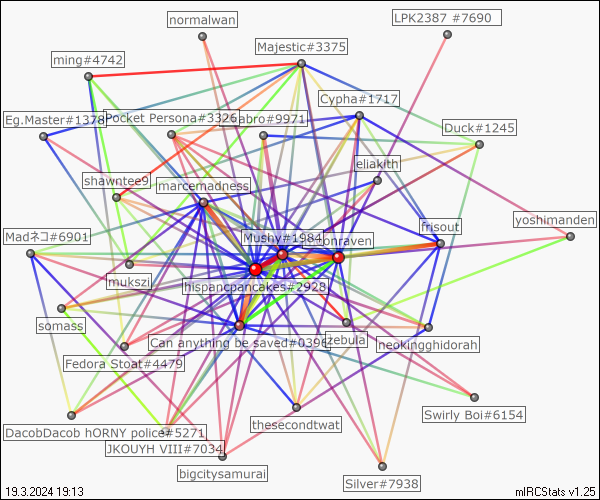 normalwan
LPK2387 #7690
Majestic#3375
ming#4742
Cypha#1717
Eg.Master#1378
Pocket Persona#3326
abro#9971
Duck#1245
eliakith
shawntee9
marcemadness
yoshimanden
frisout
Madネコ#6901
Mushy#1984
onraven
mukszi
hispancpancakes#2928
somass
Can anything be saved#0396
zebula
neokingghidorah
Fedora Stoat#4479
Swirly Boi#6154
thesecondtwat
DacobDacob hORNY police#5271
JKOUYH VIII#7034
bigcitysamurai
Silver#7938
19.3.2024 19:13
mIRCStats v1.25